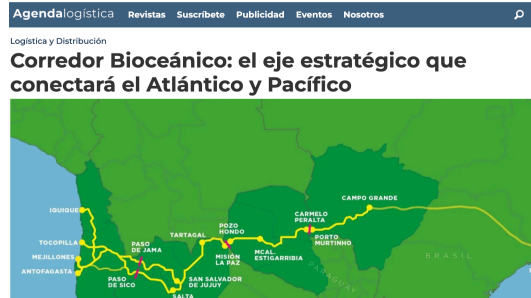 Agendalogística Revistas Suscríbete Publicidad Eventos Nosotros
Logística y Distribución
Corredor Bioceánico: el eje estratégico que
conectará el Atlántico y Pacífico
CAMPO GRANDE
IQUIQUE
CARMELO
PERALTA
POZO
HONDO
TARTAGAL
PORTO
MURTINHO
TOCOPILLA
PASO
DE JAMA
MISIÓN
LA PAZ
MCAL.
ESTIGARRIBIA
BRASIL
MEJILLONES
PARAGUAY
ANTOFAGASTA
PASO
DE SICO
SAN SALVADOR
DE JUJUY
SALTA